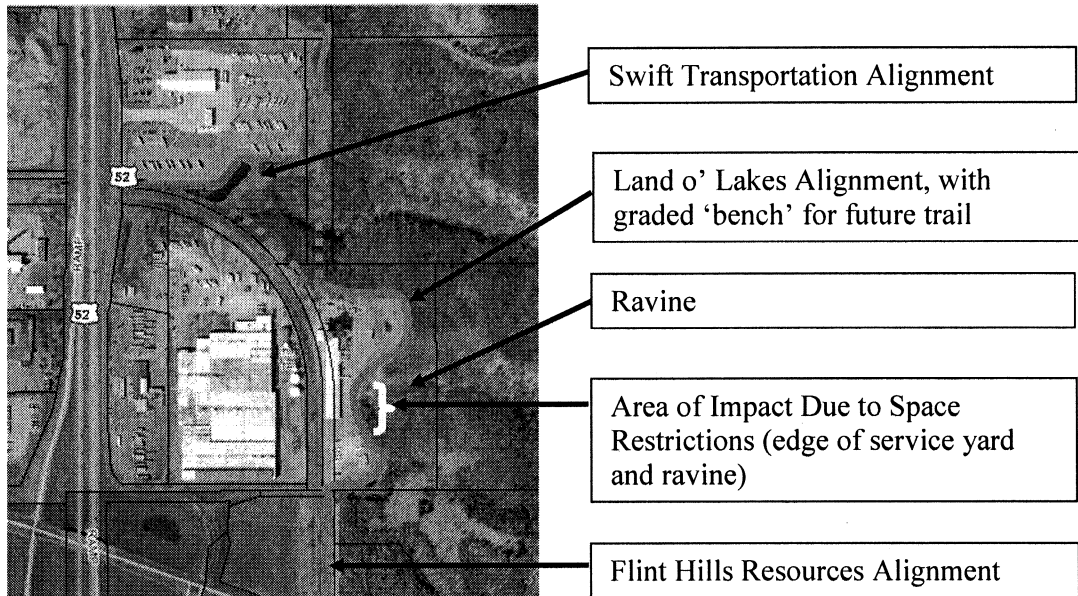 Swift Transportation Alignment
Land o' Lakes Alignment, with
graded 'bench' for future trail
Ravine
Area of Impact Due to Space
Restrictions (edge of service yard
and ravine)
Flint Hills Resources Alignment
52
RAMP
52